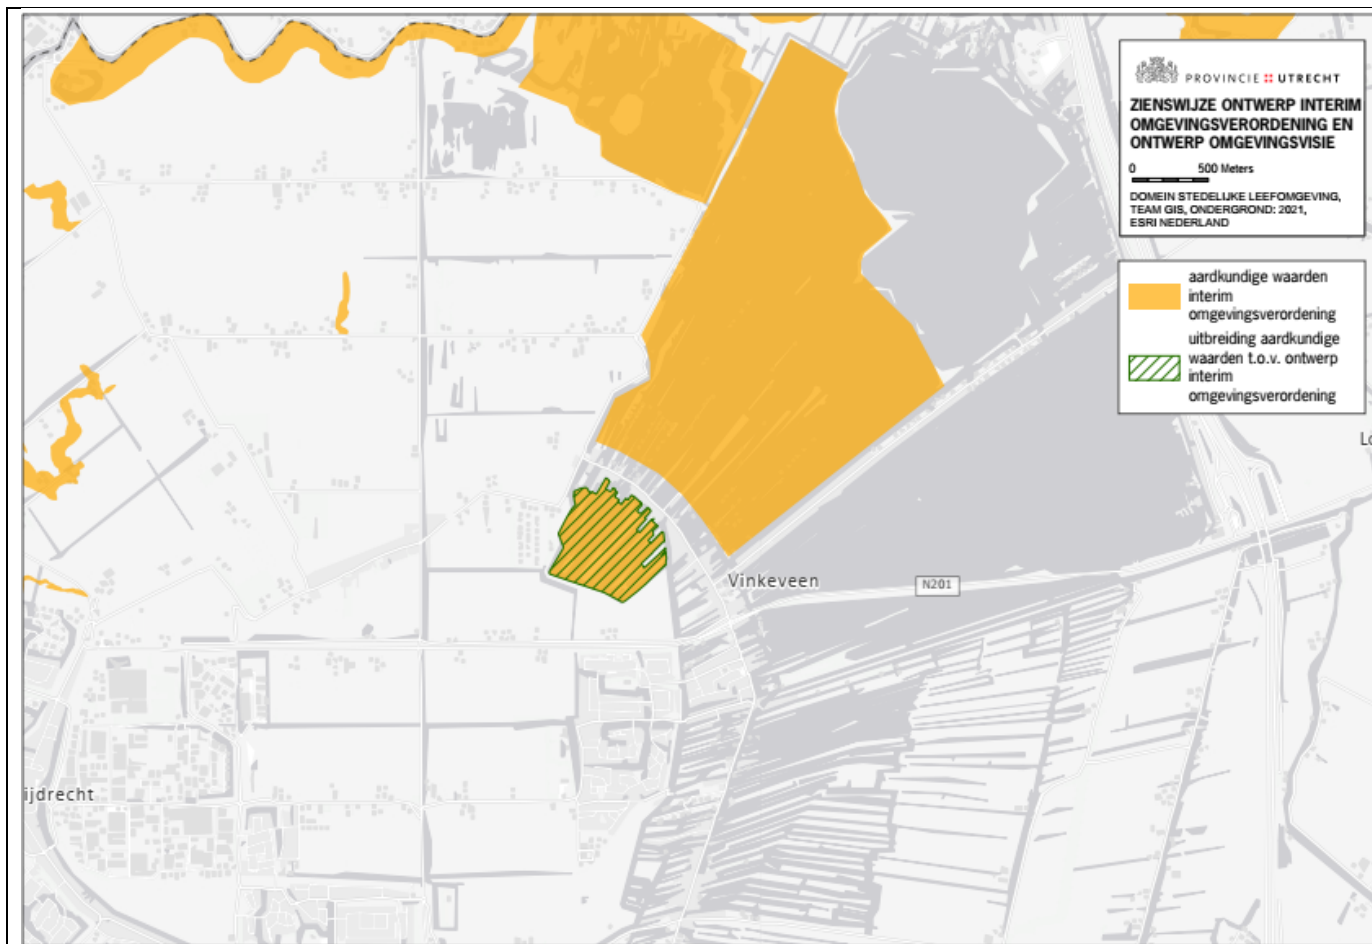 PROVINCIE UTRECHT
ZIENSWIJZE ONTWERP INTERIM
OMGEVINGSVERORDENING EN
ONTWERP OMGEVINGSVISIE
0 500 Meters
DOMEIN STEDELIJKE LEEFOMGEVING,
TEAM GIS, ONDERGROND: 2021,
ESRI NEDERLAND
aardkundige waarden
interim
omgevingsverordening
uitbreiding aardkundige
waarden t.o.v. ontwerp
interim
omgevingsverordening
Lo
Vinkeveen
N201
ijdrecht